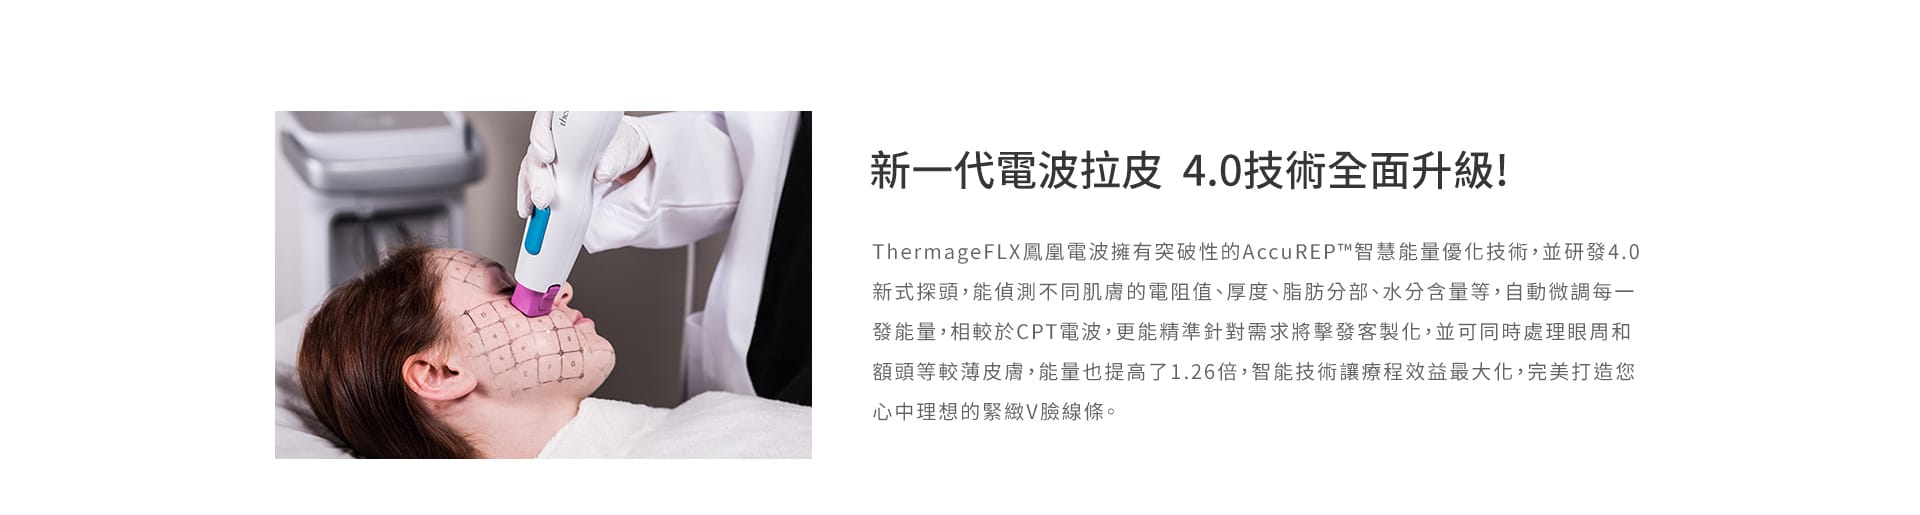 新一代電波拉皮 4.0技術全面升級!
ThermageFLX鳳凰電波擁有突破性的AccuREP™智慧能量優化技術,並研發4.0
新式探頭,能偵測不同肌膚的電阻值、厚度、脂肪分部、水分含量等,自動微調每一
發能量,相較於CPT電波,更能精準針對需求將擊發客製化,並可同時處理眼周和
額頭等較薄皮膚,能量也提高了1.26倍,智能技術讓療程效益最大化,完美打造您
心中理想的緊緻V臉線條。